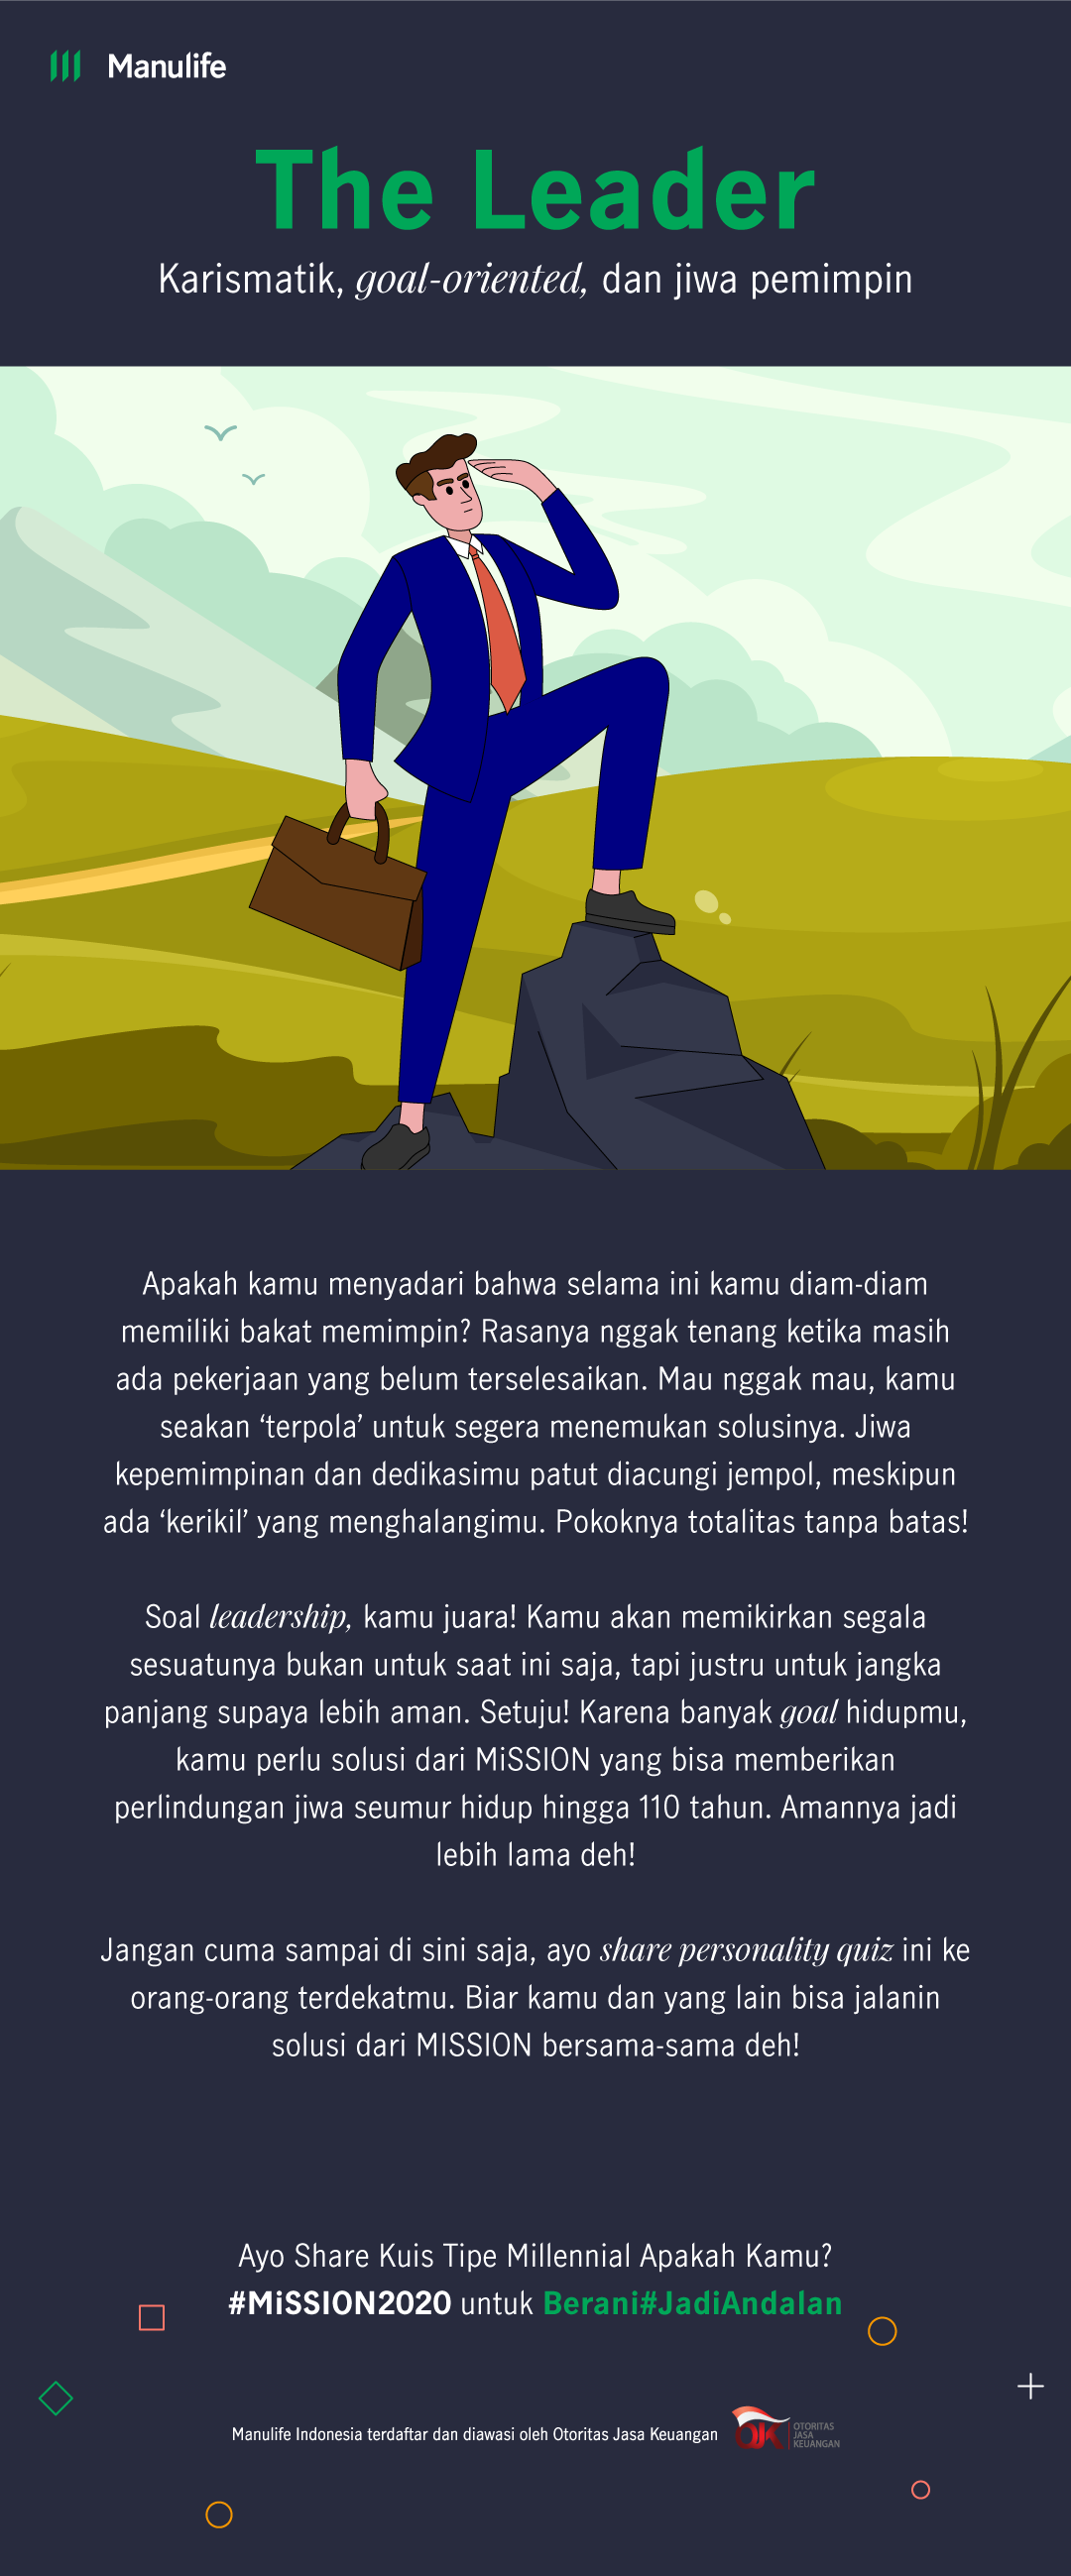 Manulife
The Leader
Karismatik, goal-oriented, dan jiwa pemimpin
Apakah kamu menyadari bahwa selama ini kamu diam-diam
memiliki bakat memimpin? Rasanya nggak tenang ketika masih
ada pekerjaan yang belum terselesaikan. Mau nggak mau, kamu
seakan ‘terpola’ untuk segera menemukan solusinya. Jiwa
kepemimpinan dan dedikasimu patut diacungi jempol, meskipun
ada ‘kerikil’ yang menghalangimu. Pokoknya totalitas tanpa batas!
Soal leadership, kamu juara! Kamu akan memikirkan segala
sesuatunya bukan untuk saat ini saja, tapi justru untuk jangka
panjang supaya lebih aman. Setuju! Karena banyak goal hidupmu,
kamu perlu solusi dari MiSSION yang bisa memberikan
perlindungan jiwa seumur hidup hingga 110 tahun. Amannya jadi
lebih lama deh!
Jangan cuma sampai di sini saja, ayo share personality quiz ini ke
orang-orang terdekatmu. Biar kamu dan yang lain bisa jalanin
solusi dari MISSION bersama-sama deh!
Ayo Share Kuis Tipe Millennial Apakah Kamu?
#MiSSION2020 untuk Berani#JadiAndalan
Manulife Indonesia terdaftar dan diawasi oleh Otoritas Jasa Keuangan
OJK
OTORITAS
JASA
KEUANGAN